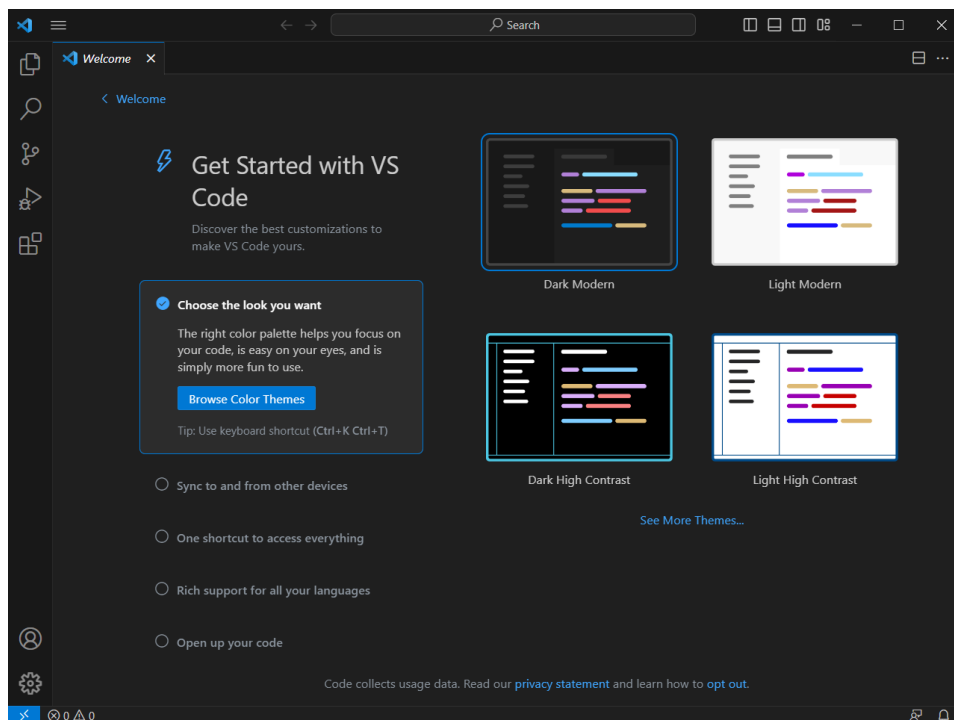 Search
Welcome
Welcome
Get Started with VS
Code
Discover the best customizations to
make VS Code yours.
Choose the look you want
The right color palette helps you focus on
your code, is easy on your eyes, and is
simply more fun to use.
Browse Color Themes
Tip: Use keyboard shortcut (Ctrl+K Ctrl+T)
Sync to and from other devices
One shortcut to access everything
Rich support for all your languages
Open up your code
Dark Modern
Light Modern
Dark High Contrast
Light High Contrast
See More Themes...
Code collects usage data. Read our privacy statement and learn how to opt out.
0 0